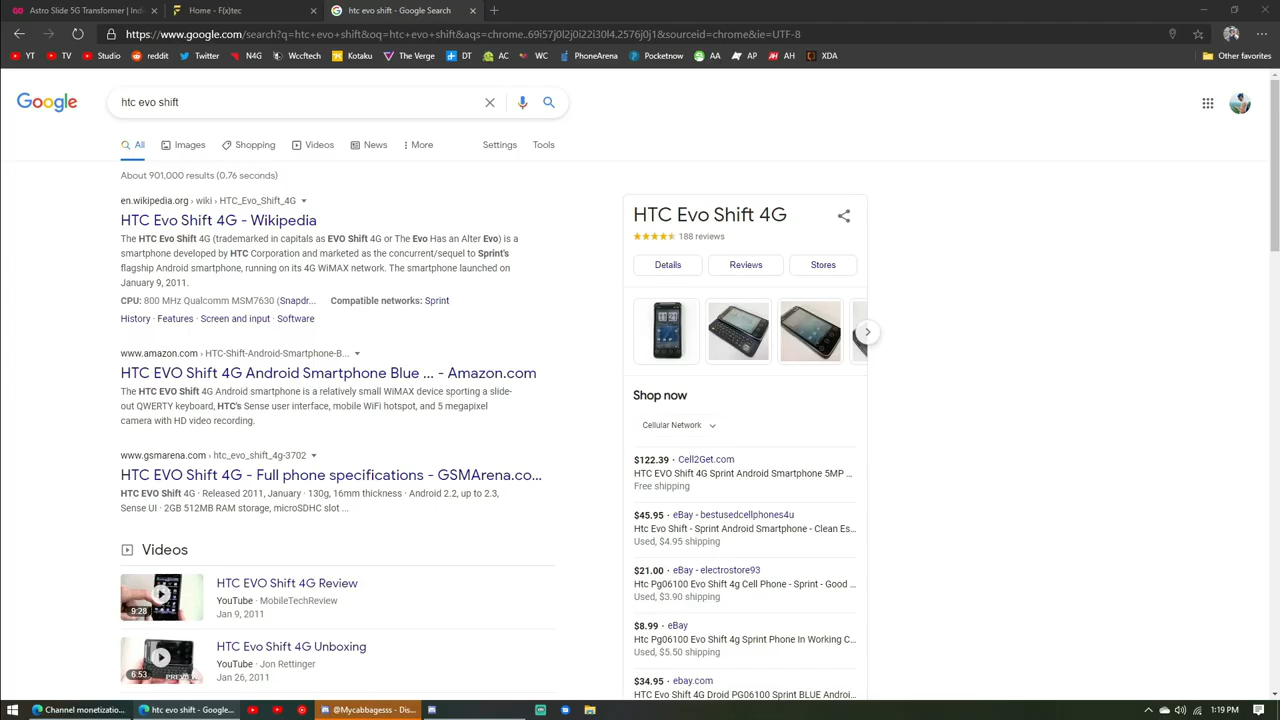 Astro Slide 5G Transformer | Ind
Home - F(x)tec
htc evo shift - Google Search
https://www.google.com/search?q=htc+evo+shift&oq=htc+evo+shift&aqs=chrome..69i57j0l2j0i22i30l4.2576j0j1&sourceid=chrome&ie=UTF-8
YT
TV
Studio
reddit
Twitter
N4G
Wccftech
Kotaku
The Verge
DT
AC
WC
PhoneArena
Pocketnow
AA
AP
AH
XDA
Other favorites
Google
htc evo shift
All
Images
Shopping
Videos
News
More
Settings
Tools
About 901,000 results (0.76 seconds)
en.wikipedia.org › wiki › HTC_Evo_Shift_4G
HTC Evo Shift 4G - Wikipedia
The HTC Evo Shift 4G (trademarked in capitals as EVO Shift 4G or The Evo Has an Alter Evo) is a
smartphone developed by HTC Corporation and marketed as the concurrent/sequel to Sprint's
flagship Android smartphone, running on its 4G WiMAX network. The smartphone launched on
January 9, 2011.
CPU: 800 MHz Qualcomm MSM7630 (Snapdr... Compatible networks: Sprint
History · Features · Screen and input · Software
www.amazon.com › HTC-Shift-Android-Smartphone-B...
HTC EVO Shift 4G Android Smartphone Blue ... - Amazon.com
The HTC EVO Shift 4G Android smartphone is a relatively small WiMAX device sporting a slide-
out QWERTY keyboard, HTC's Sense user interface, mobile WiFi hotspot, and 5 megapixel
camera with HD video recording.
www.gsmarena.com › htc_evo_shift_4g-3702
HTC EVO Shift 4G - Full phone specifications - GSMArena.co...
HTC EVO Shift 4G · Released 2011, January · 130g, 16mm thickness · Android 2.2, up to 2.3,
Sense UI · 2GB 512MB RAM storage, microSDHC slot ...
Videos
9:28
HTC EVO Shift 4G Review
YouTube · MobileTechReview
Jan 9, 2011
6:53
PREVIEW
HTC Evo Shift 4G Unboxing
YouTube · Jon Rettinger
Jan 26, 2011
HTC Evo Shift 4G
188 reviews
Details
Reviews
Stores
Shop now
Cellular Network
$122.39 · Cell2Get.com
HTC EVO Shift 4G Sprint Android Smartphone 5MP ...
Free shipping
$45.95 · eBay - bestusedcellphones4u
Htc Evo Shift - Sprint Android Smartphone - Clean Es...
Used, $4.95 shipping
$21.00 · eBay - electrostore93
Htc Pg06100 Evo Shift 4g Cell Phone - Sprint - Good ...
Used, $3.90 shipping
$8.99 · eBay
Htc Pg06100 Evo Shift 4g Sprint Phone In Working C...
Used, $5.50 shipping
$34.95 · ebay.com
HTC Evo Shift 4G Droid PG06100 Sprint BLUE Androi...
Channel monetizatio...
htc evo shift - Google...
@Mycabbagesss - Dis...
1:19 PM